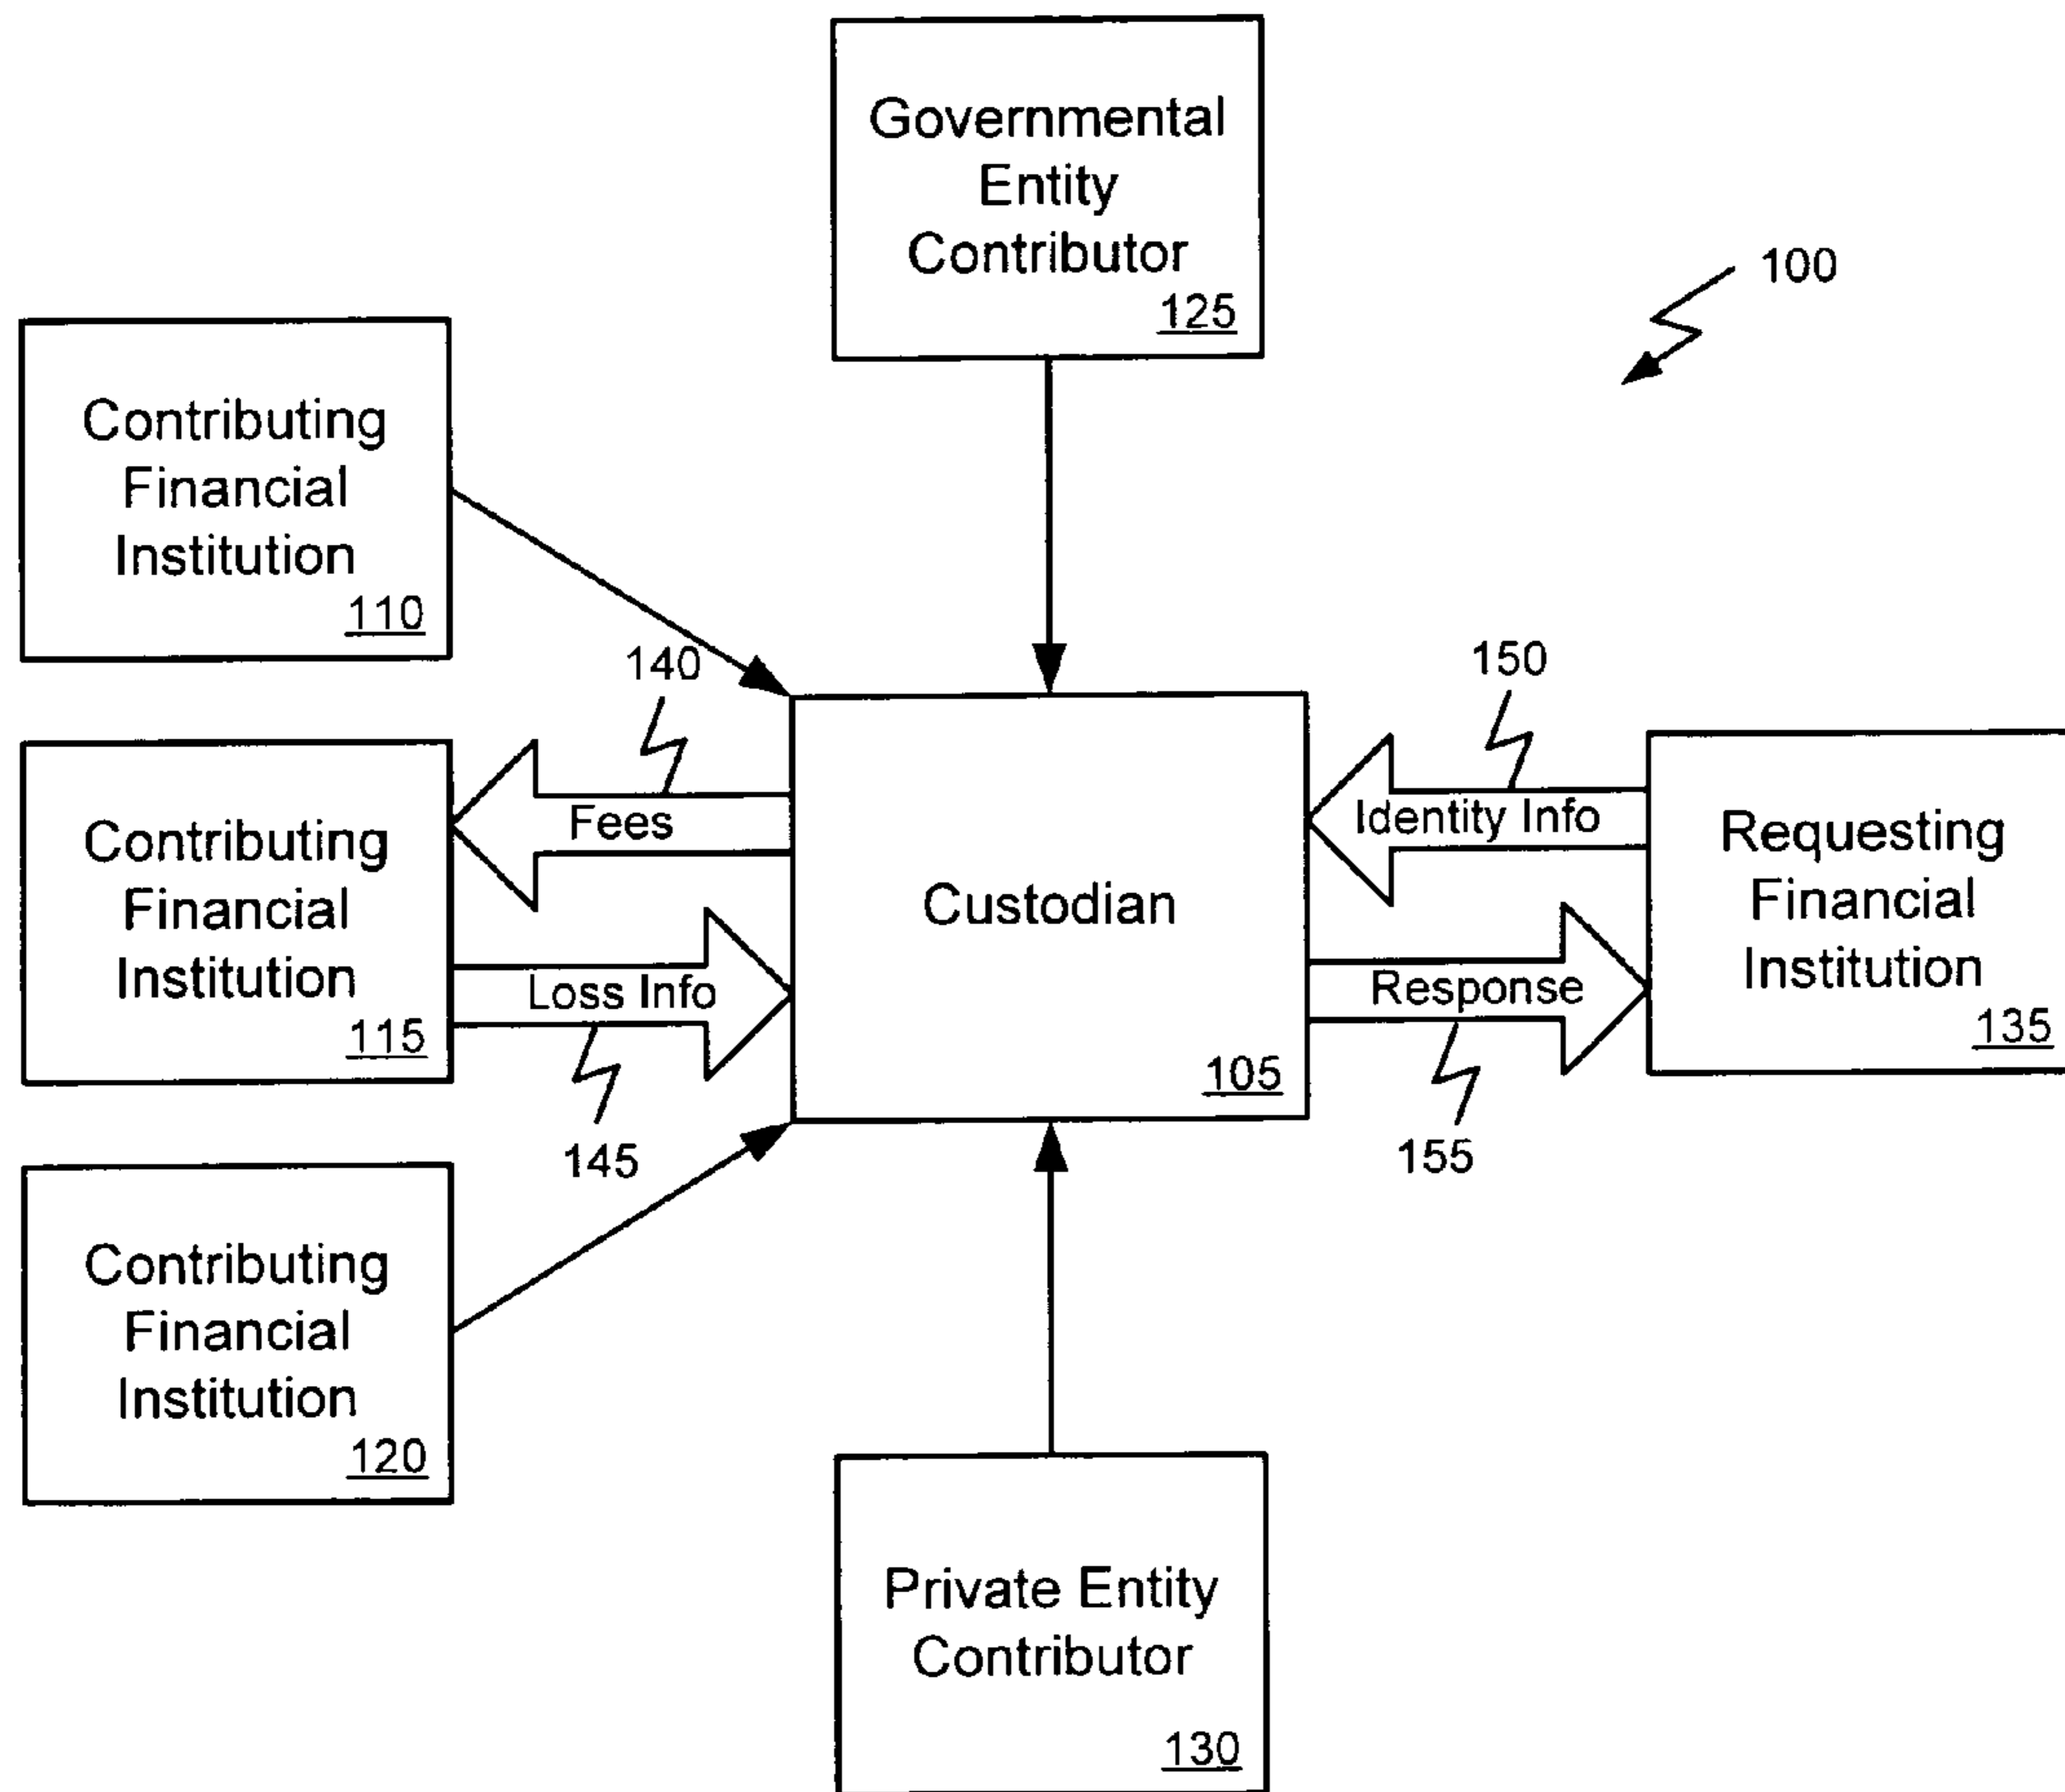 Governmental
Entity
Contributor
125
100
Contributing
Financial
Institution
110
140
150
Contributing
Financial
Institution
115
Fees
Loss Info
145
Custodian
105
Identity Info
Response
155
Requesting
Financial
Institution
135
Contributing
Financial
Institution
120
Private Entity
Contributor
130